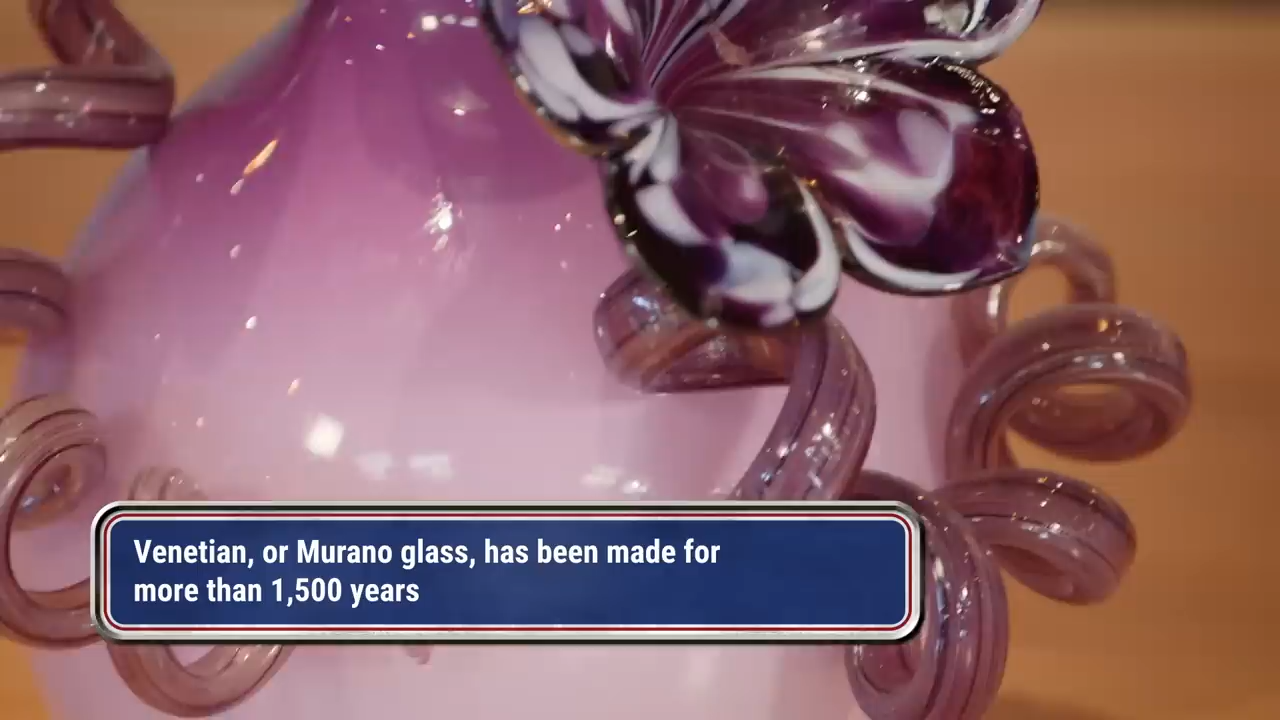 Venetian, or Murano glass, has been made for
more than 1,500 years